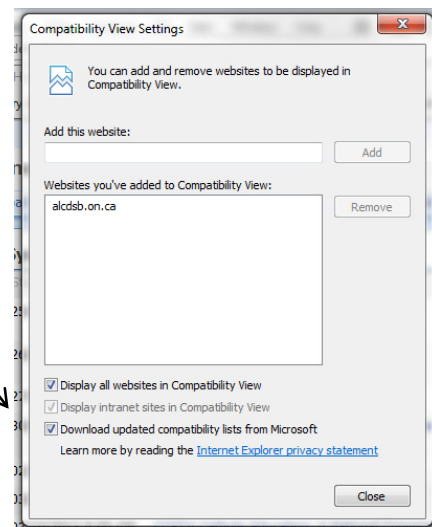 Compatibility View Settings
You can add and remove websites to be displayed in
Compatibility View.
Add this website:
Add
Websites you've added to Compatibility View:
alcdsb.on.ca
Remove
Display all websites in Compatibility View
Display intranet sites in Compatibility View
Download updated compatibility lists from Microsoft
Learn more by reading the Internet Explorer privacy statement
Close